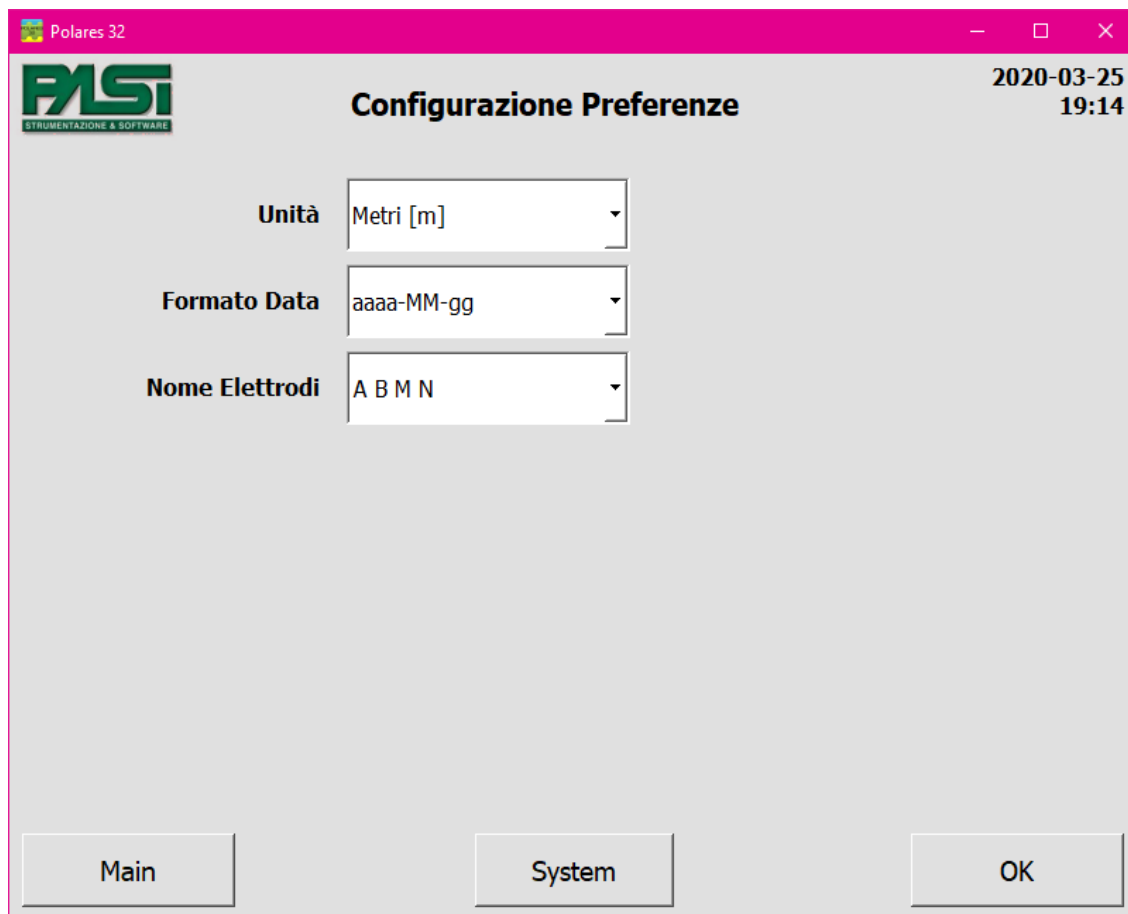 Polares 32
PASI
STRUMENTAZIONE & SOFTWARE
Configurazione Preferenze
2020-03-25
19:14
Unità
Metri [m]
Formato Data
aaaa-MM-gg
Nome Elettrodi
A B M N
Main
System
OK